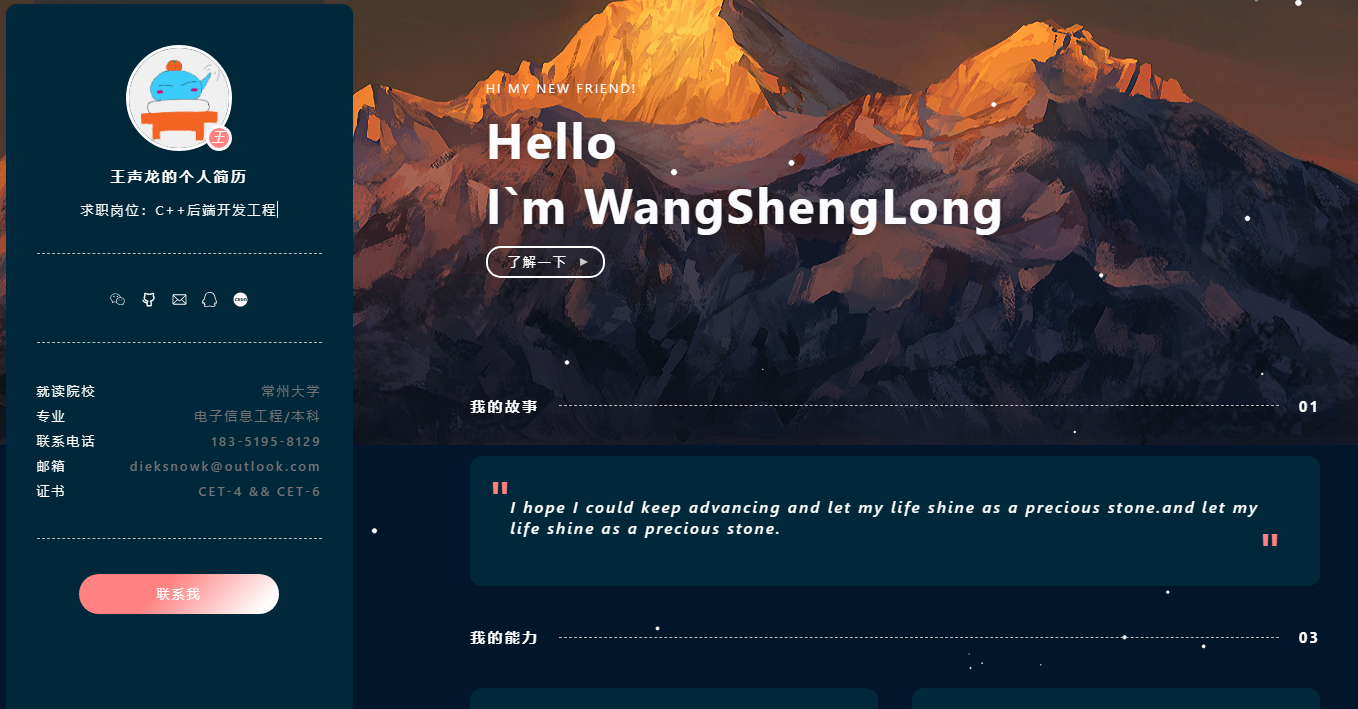 王
王声龙的个人简历
求职岗位：C++后端开发工程
就读院校 常州大学
专业 电子信息工程/本科
联系电话 183-5195-8129
邮箱 dieksnowk@outlook.com
证书 CET-4 && CET-6
联系我
HI MY NEW FRIEND!
Hello
I`m WangShengLong
了解一下
我的故事 01
"I hope I could keep advancing and let my life shine as a precious stone.and let my
life shine as a precious stone."
我的能力 03